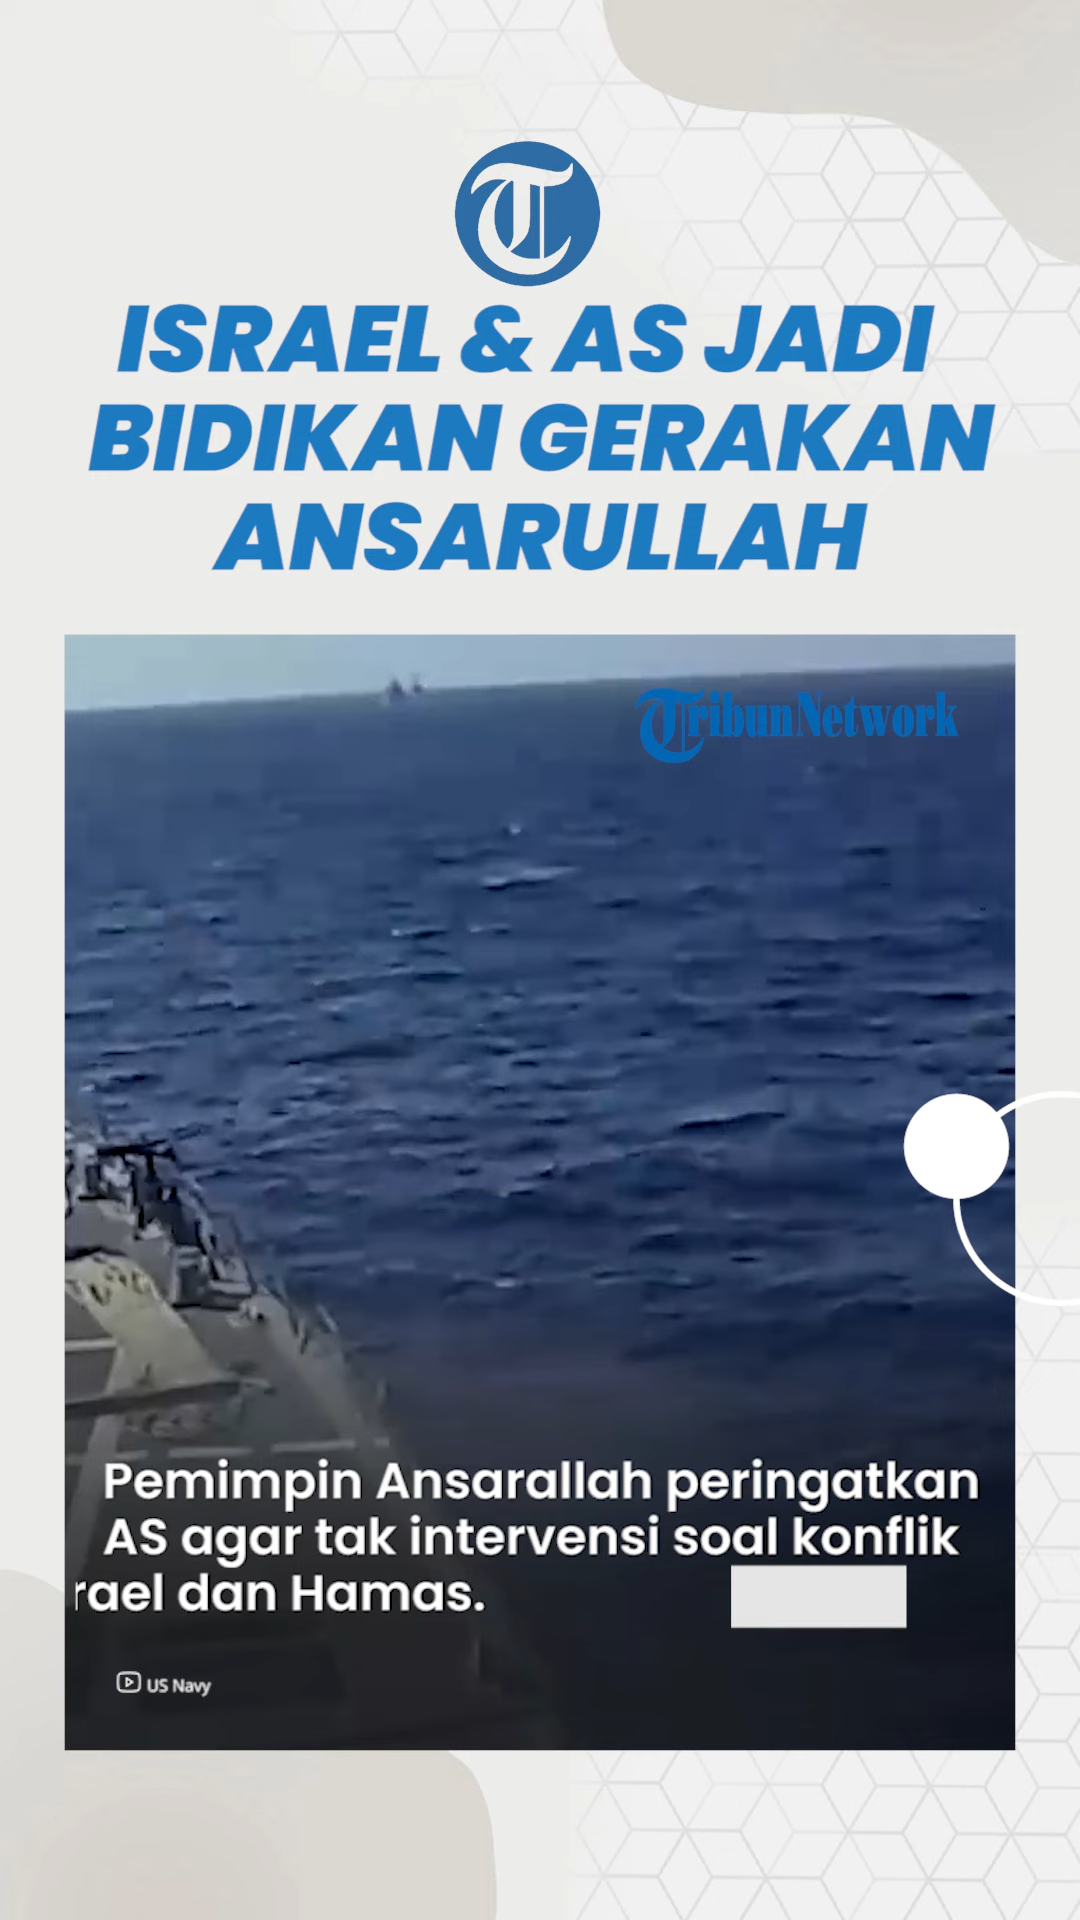 ISRAEL & AS JADI
BIDIKAN GERAKAN
ANSARULLAH
TribunNetwork
Pemimpin Ansarallah peringatkan
AS agar tak intervensi soal konflik
rael dan Hamas.
US Navy